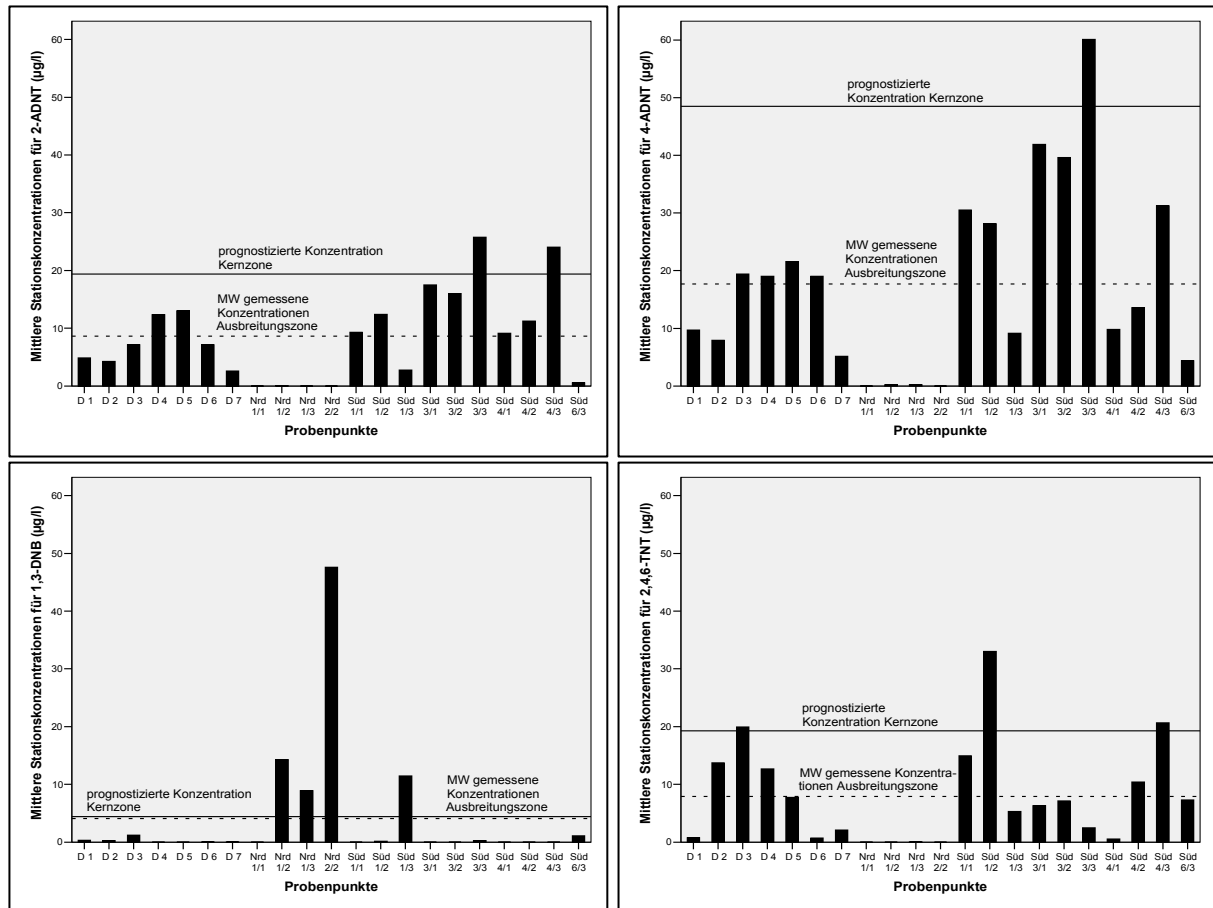 Mittlere Stationskonzentrationen für 2-ADNT (µg/l)
60
50
40
30
20
10
0
prognostizierte Konzentration
Kernzone
MW gemessene
Konzentrationen
Ausbreitungszone
D 1 D 2 D 3 D 4 D 5 D 6 D 7 Nrd Nrd Nrd Nrd Süd Süd Süd Süd Süd Süd Süd Süd Süd Süd
1/1 1/2 1/3 2/2 1/1 1/2 1/3 3/1 3/2 3/3 4/1 4/2 4/3 6/3
Probenpunkte
Mittlere Stationskonzentrationen für 4-ADNT (µg/l)
60
50
40
30
20
10
0
prognostizierte
Konzentration Kernzone
MW gemessene
Konzentrationen
Ausbreitungszone
D 1 D 2 D 3 D 4 D 5 D 6 D 7 Nrd Nrd Nrd Nrd Süd Süd Süd Süd Süd Süd Süd Süd Süd Süd
1/1 1/2 1/3 2/2 1/1 1/2 1/3 3/1 3/2 3/3 4/1 4/2 4/3 6/3
Probenpunkte
Mittlere Stationskonzentrationen für 1,3-DNB (µg/l)
60
50
40
30
20
10
0
prognostizierte Konzentration
Kernzone
MW gemessene
Konzentrationen
Ausbreitungszone
D 1 D 2 D 3 D 4 D 5 D 6 D 7 Nrd Nrd Nrd Nrd Süd Süd Süd Süd Süd Süd Süd Süd Süd Süd
1/1 1/2 1/3 2/2 1/1 1/2 1/3 3/1 3/2 3/3 4/1 4/2 4/3 6/3
Probenpunkte
Mittlere Stationskonzentrationen für 2,4,6-TNT (µg/l)
60
50
40
30
20
10
0
prognostizierte
Konzentration Kernzone
MW gemessene Konzentra-
tionen Ausbreitungszone
D 1 D 2 D 3 D 4 D 5 D 6 D 7 Nrd Nrd Nrd Nrd Süd Süd Süd Süd Süd Süd Süd Süd Süd Süd
1/1 1/2 1/3 2/2 1/1 1/2 1/3 3/1 3/2 3/3 4/1 4/2 4/3 6/3
Probenpunkte